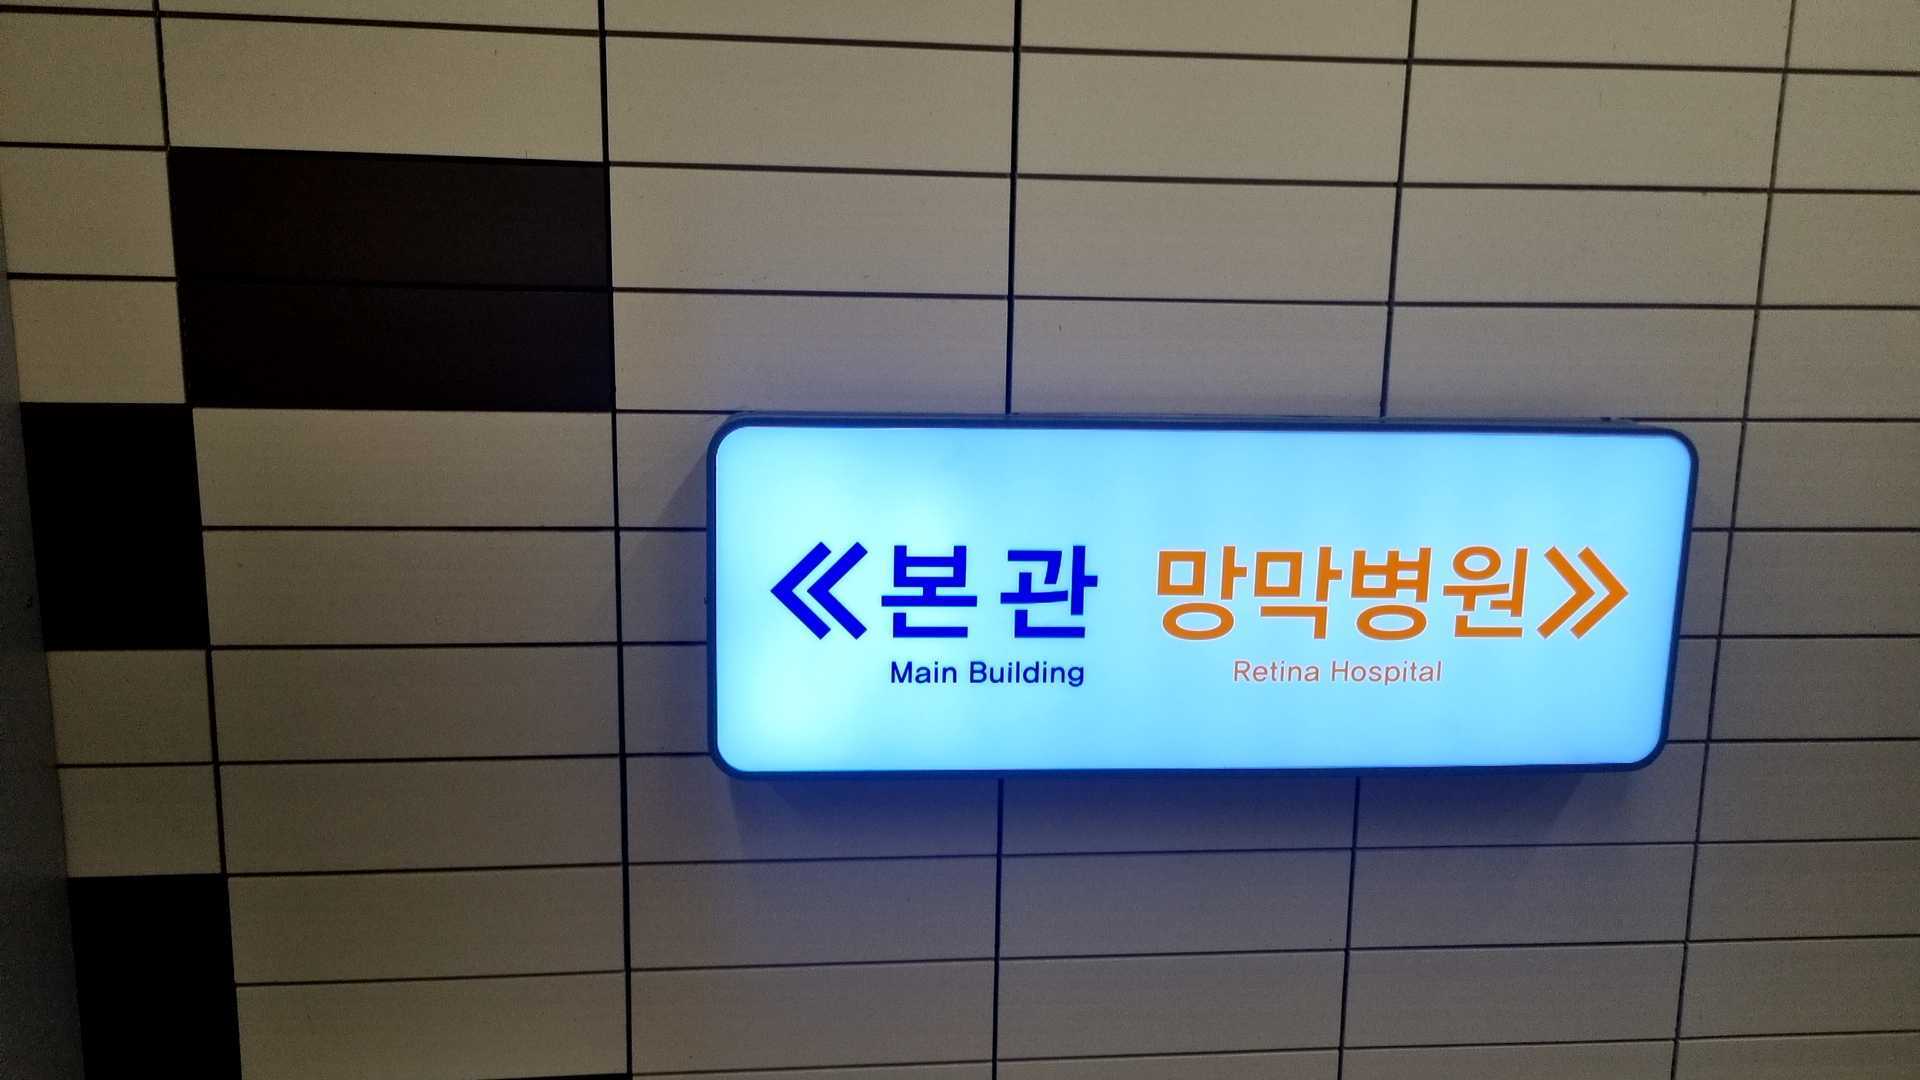 ≪본관 망막병원≫
Main Building Retina Hospital